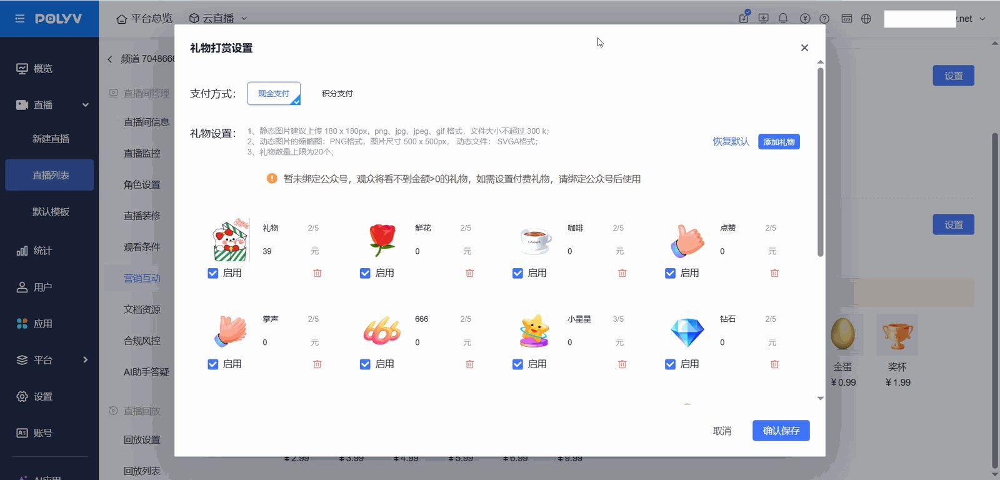 POLYV
平台总览
云直播
.net
概览
直播
新建直播
直播列表
默认模板
统计
用户
应用
平台
设置
账号
频道 7048666
直播间管理
直播间信息
直播监控
角色设置
直播装修
观看条件
营销互动
文档资源
合规风控
AI助手答疑
直播回放
回放设置
回放列表
礼物打赏设置
支付方式：
现金支付
积分支付
礼物设置：
1、静态图片建议上传 180 x 180px，png、jpg、jpeg、gif 格式，文件大小不超过 300 k；
2、动态图片的缩略图：PNG格式，图片尺寸 500 x 500px， 动态文件： SVGA格式；
3、礼物数量上限为20个；
恢复默认
添加礼物
暂未绑定公众号，观众将看不到金额>0的礼物，如需设置付费礼物，请绑定公众号后使用
礼物 2/5
39 元
启用
鲜花 2/5
0 元
启用
咖啡 2/5
0 元
启用
点赞 2/5
0 元
启用
掌声 2/5
0 元
启用
666 2/5
0 元
启用
小星星 3/5
0 元
启用
钻石 2/5
0 元
启用
取消
确认保存
设置
设置
金蛋
¥0.99
奖杯
¥1.99
¥2.99
¥3.99
¥4.99
¥5.99
¥6.99
¥9.99